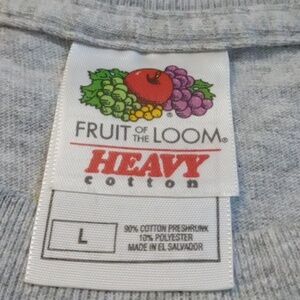 FRUIT OF THE LOOM®
HEAVY
cotton
L
90% COTTON PRESHRUNK
10% POLYESTER
MADE IN EL SALVADOR